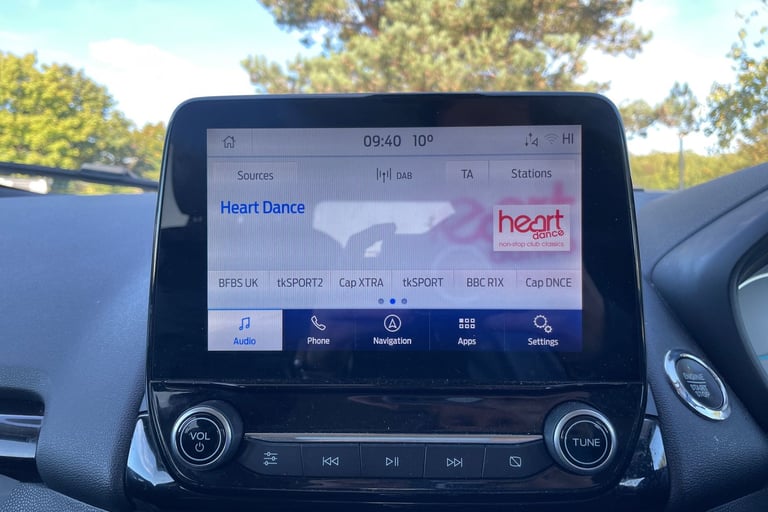 09:40 10° HI
Sources DAB TA Stations
Heart Dance
heart
dance
non-stop club classics
BFBS UK tkSPORT2 Cap XTRA tkSPORT BBC R1X Cap DNCE
Audio Phone Navigation Apps Settings
ENGINE
START
STOP
VOL TUNE